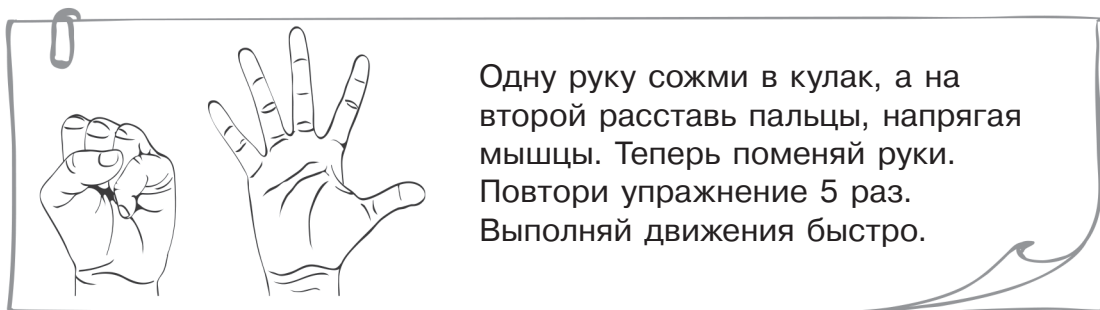 Одну руку сожми в кулак, а на
второй расставь пальцы, напрягая
мышцы. Теперь поменяй руки.
Повтори упражнение 5 раз.
Выполняй движения быстро.